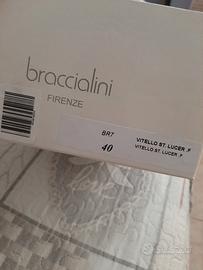 braccialini
FIRENZE
BR7
40
VITELLO ST. LUCER .F
VITELLO ST. LUCER .F